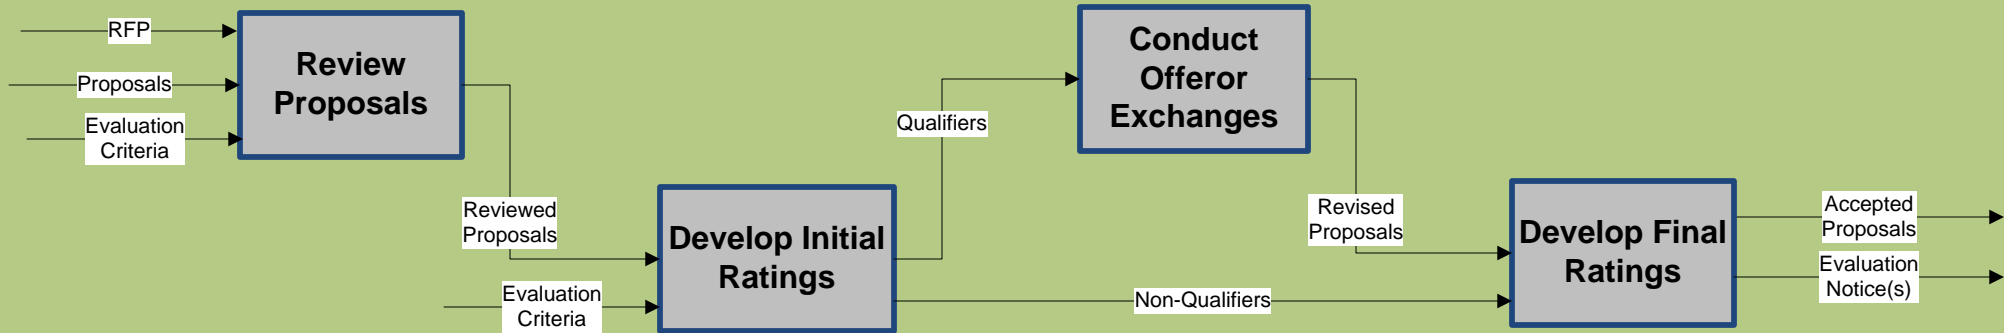 RFP
Proposals
Evaluation
Criteria
Review
Proposals
Reviewed
Proposals
Evaluation
Criteria
Develop Initial
Ratings
Qualifiers
Non-Qualifiers
Conduct
Offeror
Exchanges
Revised
Proposals
Develop Final
Ratings
Accepted
Proposals
Evaluation
Notice(s)